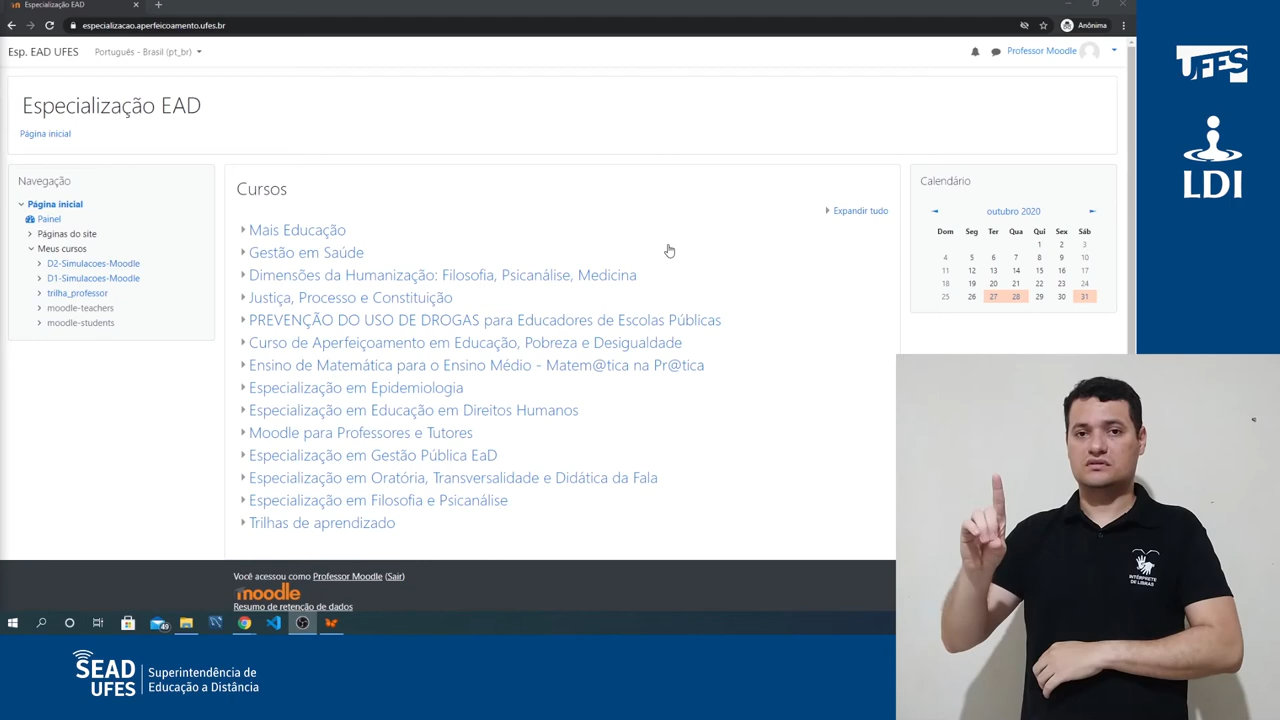 Especialização EAD
especializacao.aperfeicoamento.ufes.br
Anônima
Esp. EAD UFES
Português - Brasil (pt_br)
Professor Moodle
Especialização EAD
Página inicial
Navegação
Página inicial
Painel
Páginas do site
Meus cursos
D2-Simulacoes-Moodle
D1-Simulacoes-Moodle
trilha_professor
moodle-teachers
moodle-students
Cursos
Expandir tudo
Mais Educação
Gestão em Saúde
Dimensões da Humanização: Filosofia, Psicanálise, Medicina
Justiça, Processo e Constituição
PREVENÇÃO DO USO DE DROGAS para Educadores de Escolas Públicas
Curso de Aperfeiçoamento em Educação, Pobreza e Desigualdade
Ensino de Matemática para o Ensino Médio - Matem@tica na Pr@tica
Especialização em Epidemiologia
Especialização em Educação em Direitos Humanos
Moodle para Professores e Tutores
Especialização em Gestão Pública EaD
Especialização em Oratória, Transversalidade e Didática da Fala
Especialização em Filosofia e Psicanálise
Trilhas de aprendizado
Calendário
outubro 2020
Dom Seg Ter Qua Qui Sex Sáb
1 2 3
4 5 6 7 8 9 10
11 12 13 14 15 16 17
18 19 20 21 22 23 24
25 26 27 28 29 30 31
Você acessou como Professor Moodle (Sair)
moodle
Resumo de retenção de dados
49
UFES
LDI
INTÉRPRETE
DE LIBRAS
SEAD
UFES
Superintendência de
Educação a Distância